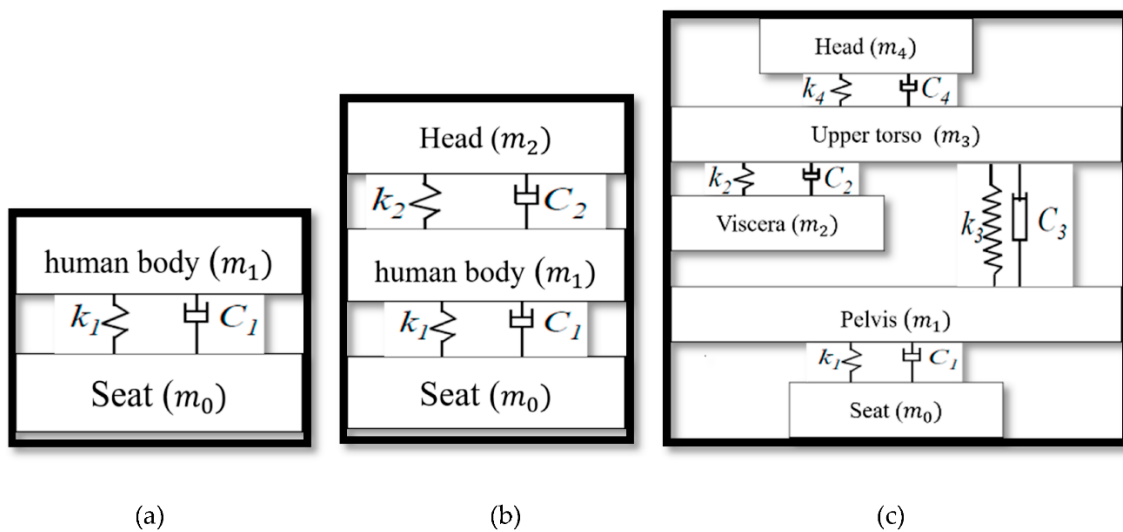 human body (m₁)
k₁ C₁
Seat (m₀)
(a)
Head (m₂)
k₂ C₂
human body (m₁)
k₁ C₁
Seat (m₀)
(b)
Head (m₄)
k₄ C₄
Upper torso (m₃)
k₂ C₂
Viscera (m₂)
k₃ C₃
Pelvis (m₁)
k₁ C₁
Seat (m₀)
(c)